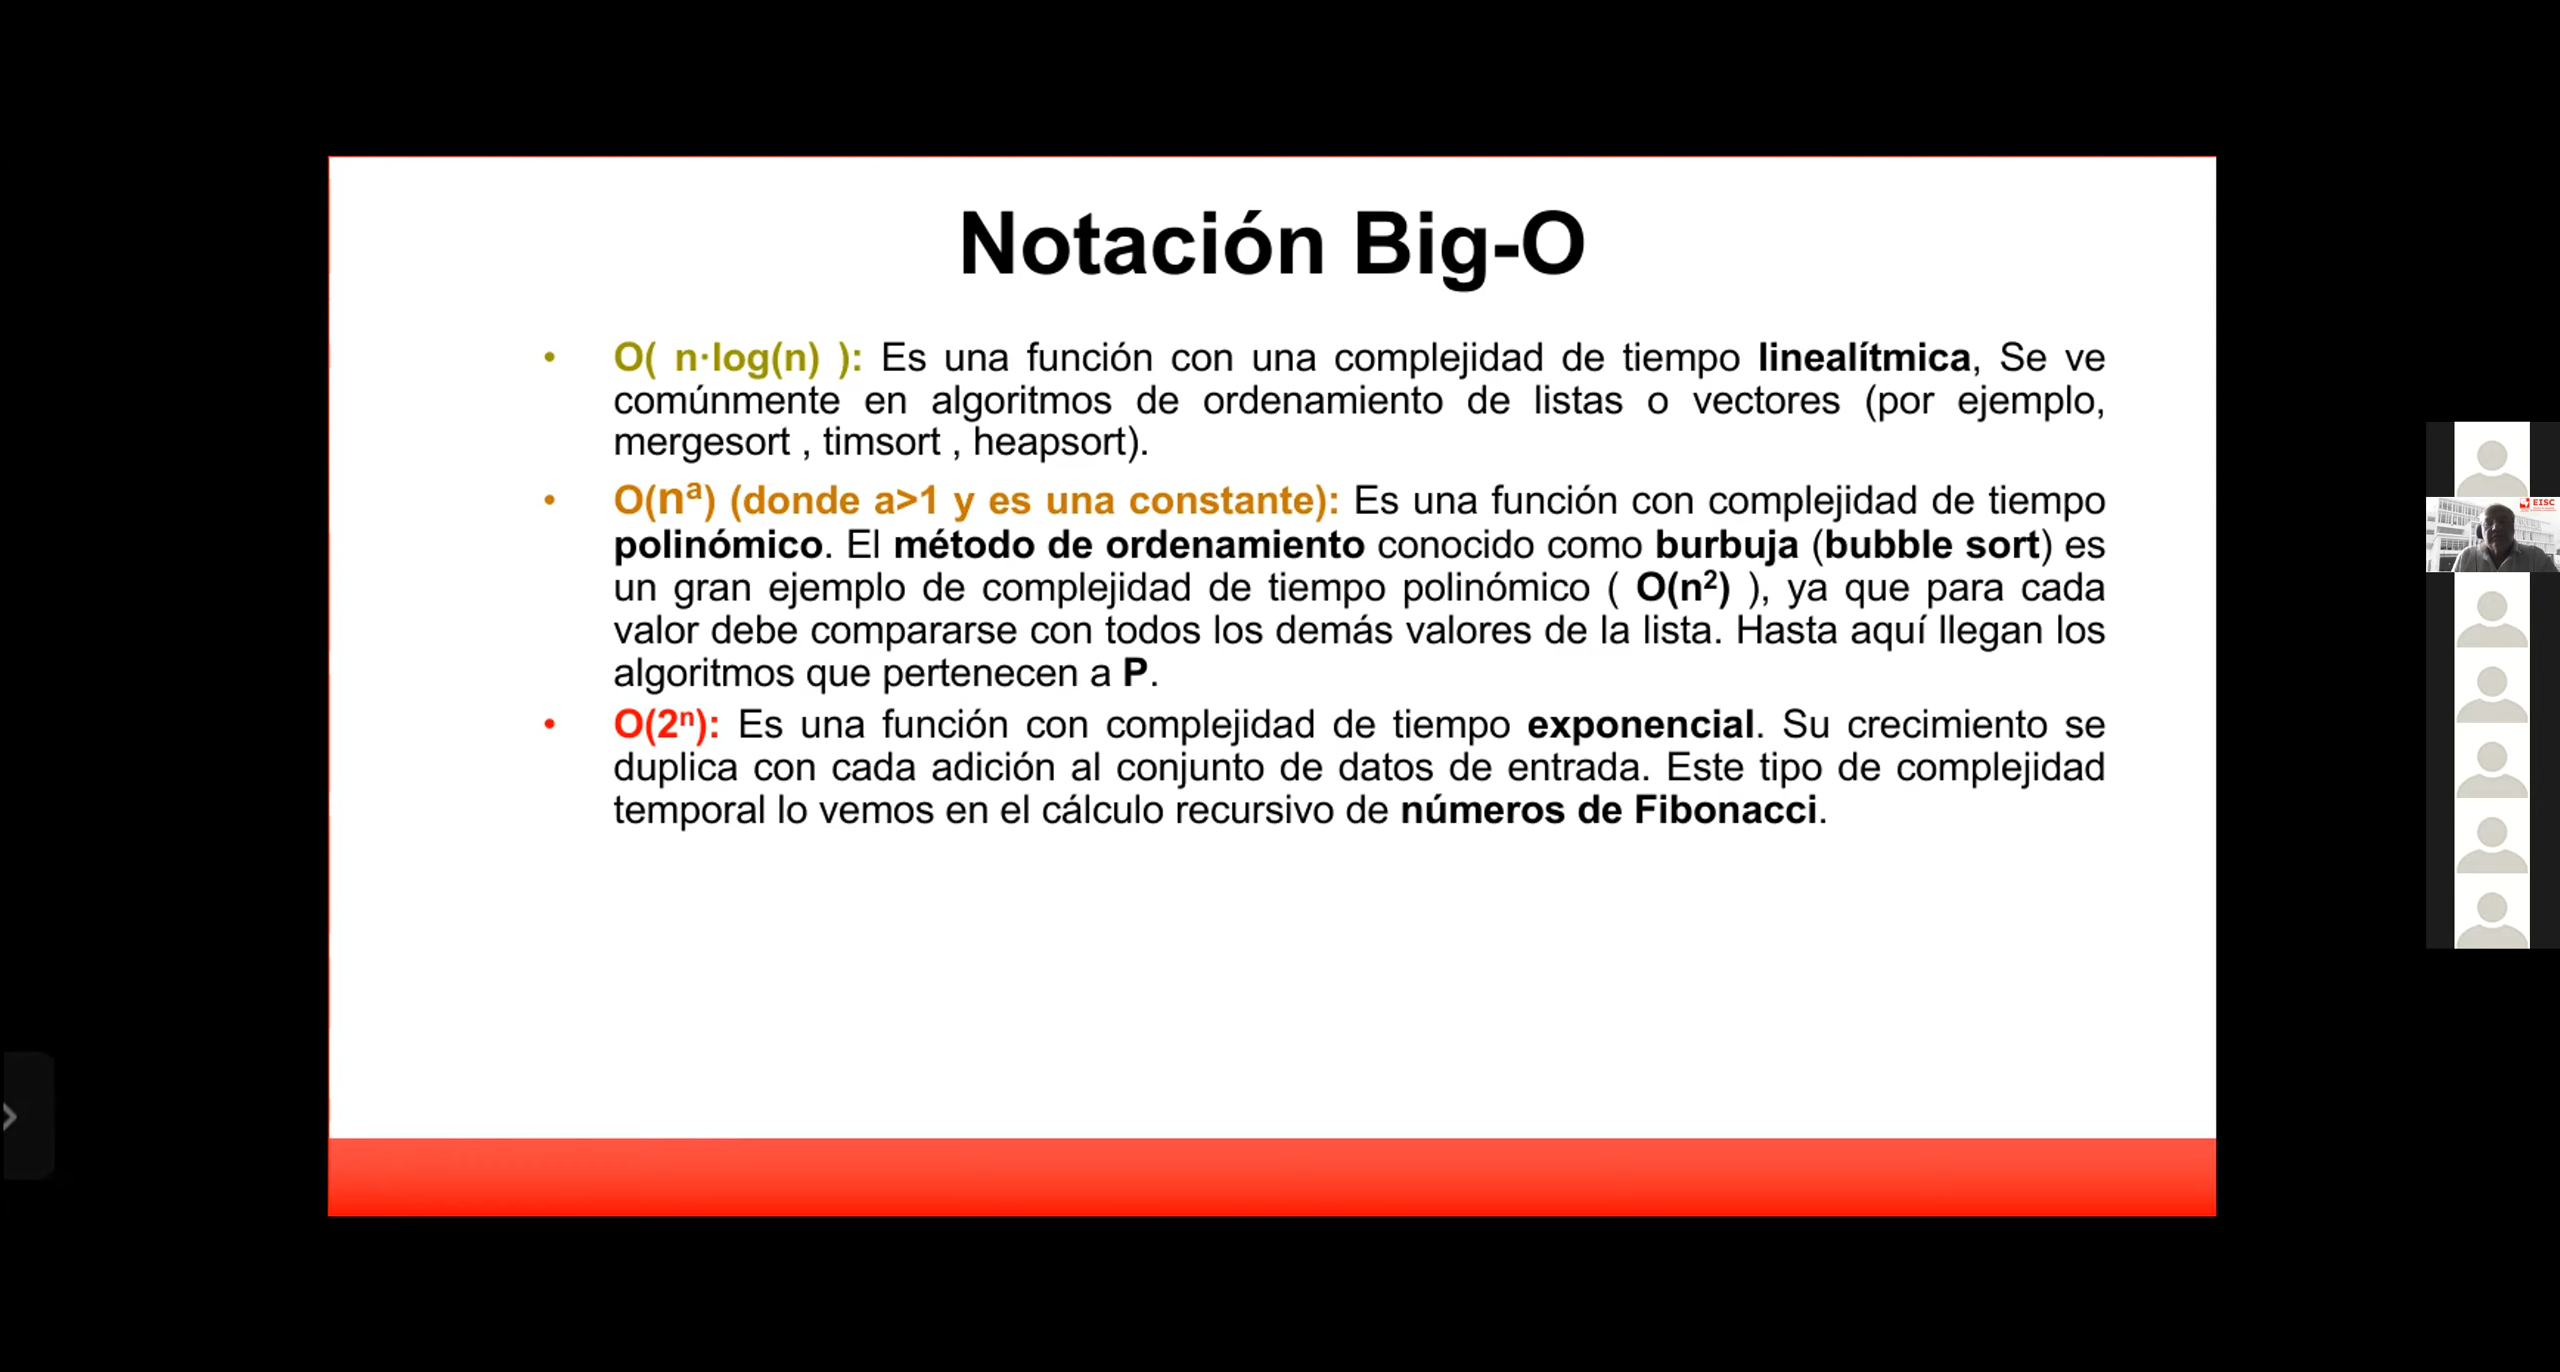 Notación Big-O
• O( n·log(n) ): Es una función con una complejidad de tiempo linealítmica, Se ve
comúnmente en algoritmos de ordenamiento de listas o vectores (por ejemplo,
mergesort , timsort , heapsort).
• O(nᵃ) (donde a>1 y es una constante): Es una función con complejidad de tiempo
polinómico. El método de ordenamiento conocido como burbuja (bubble sort) es
un gran ejemplo de complejidad de tiempo polinómico ( O(n²) ), ya que para cada
valor debe compararse con todos los demás valores de la lista. Hasta aquí llegan los
algoritmos que pertenecen a P.
• O(2ⁿ): Es una función con complejidad de tiempo exponencial. Su crecimiento se
duplica con cada adición al conjunto de datos de entrada. Este tipo de complejidad
temporal lo vemos en el cálculo recursivo de números de Fibonacci.
EISC